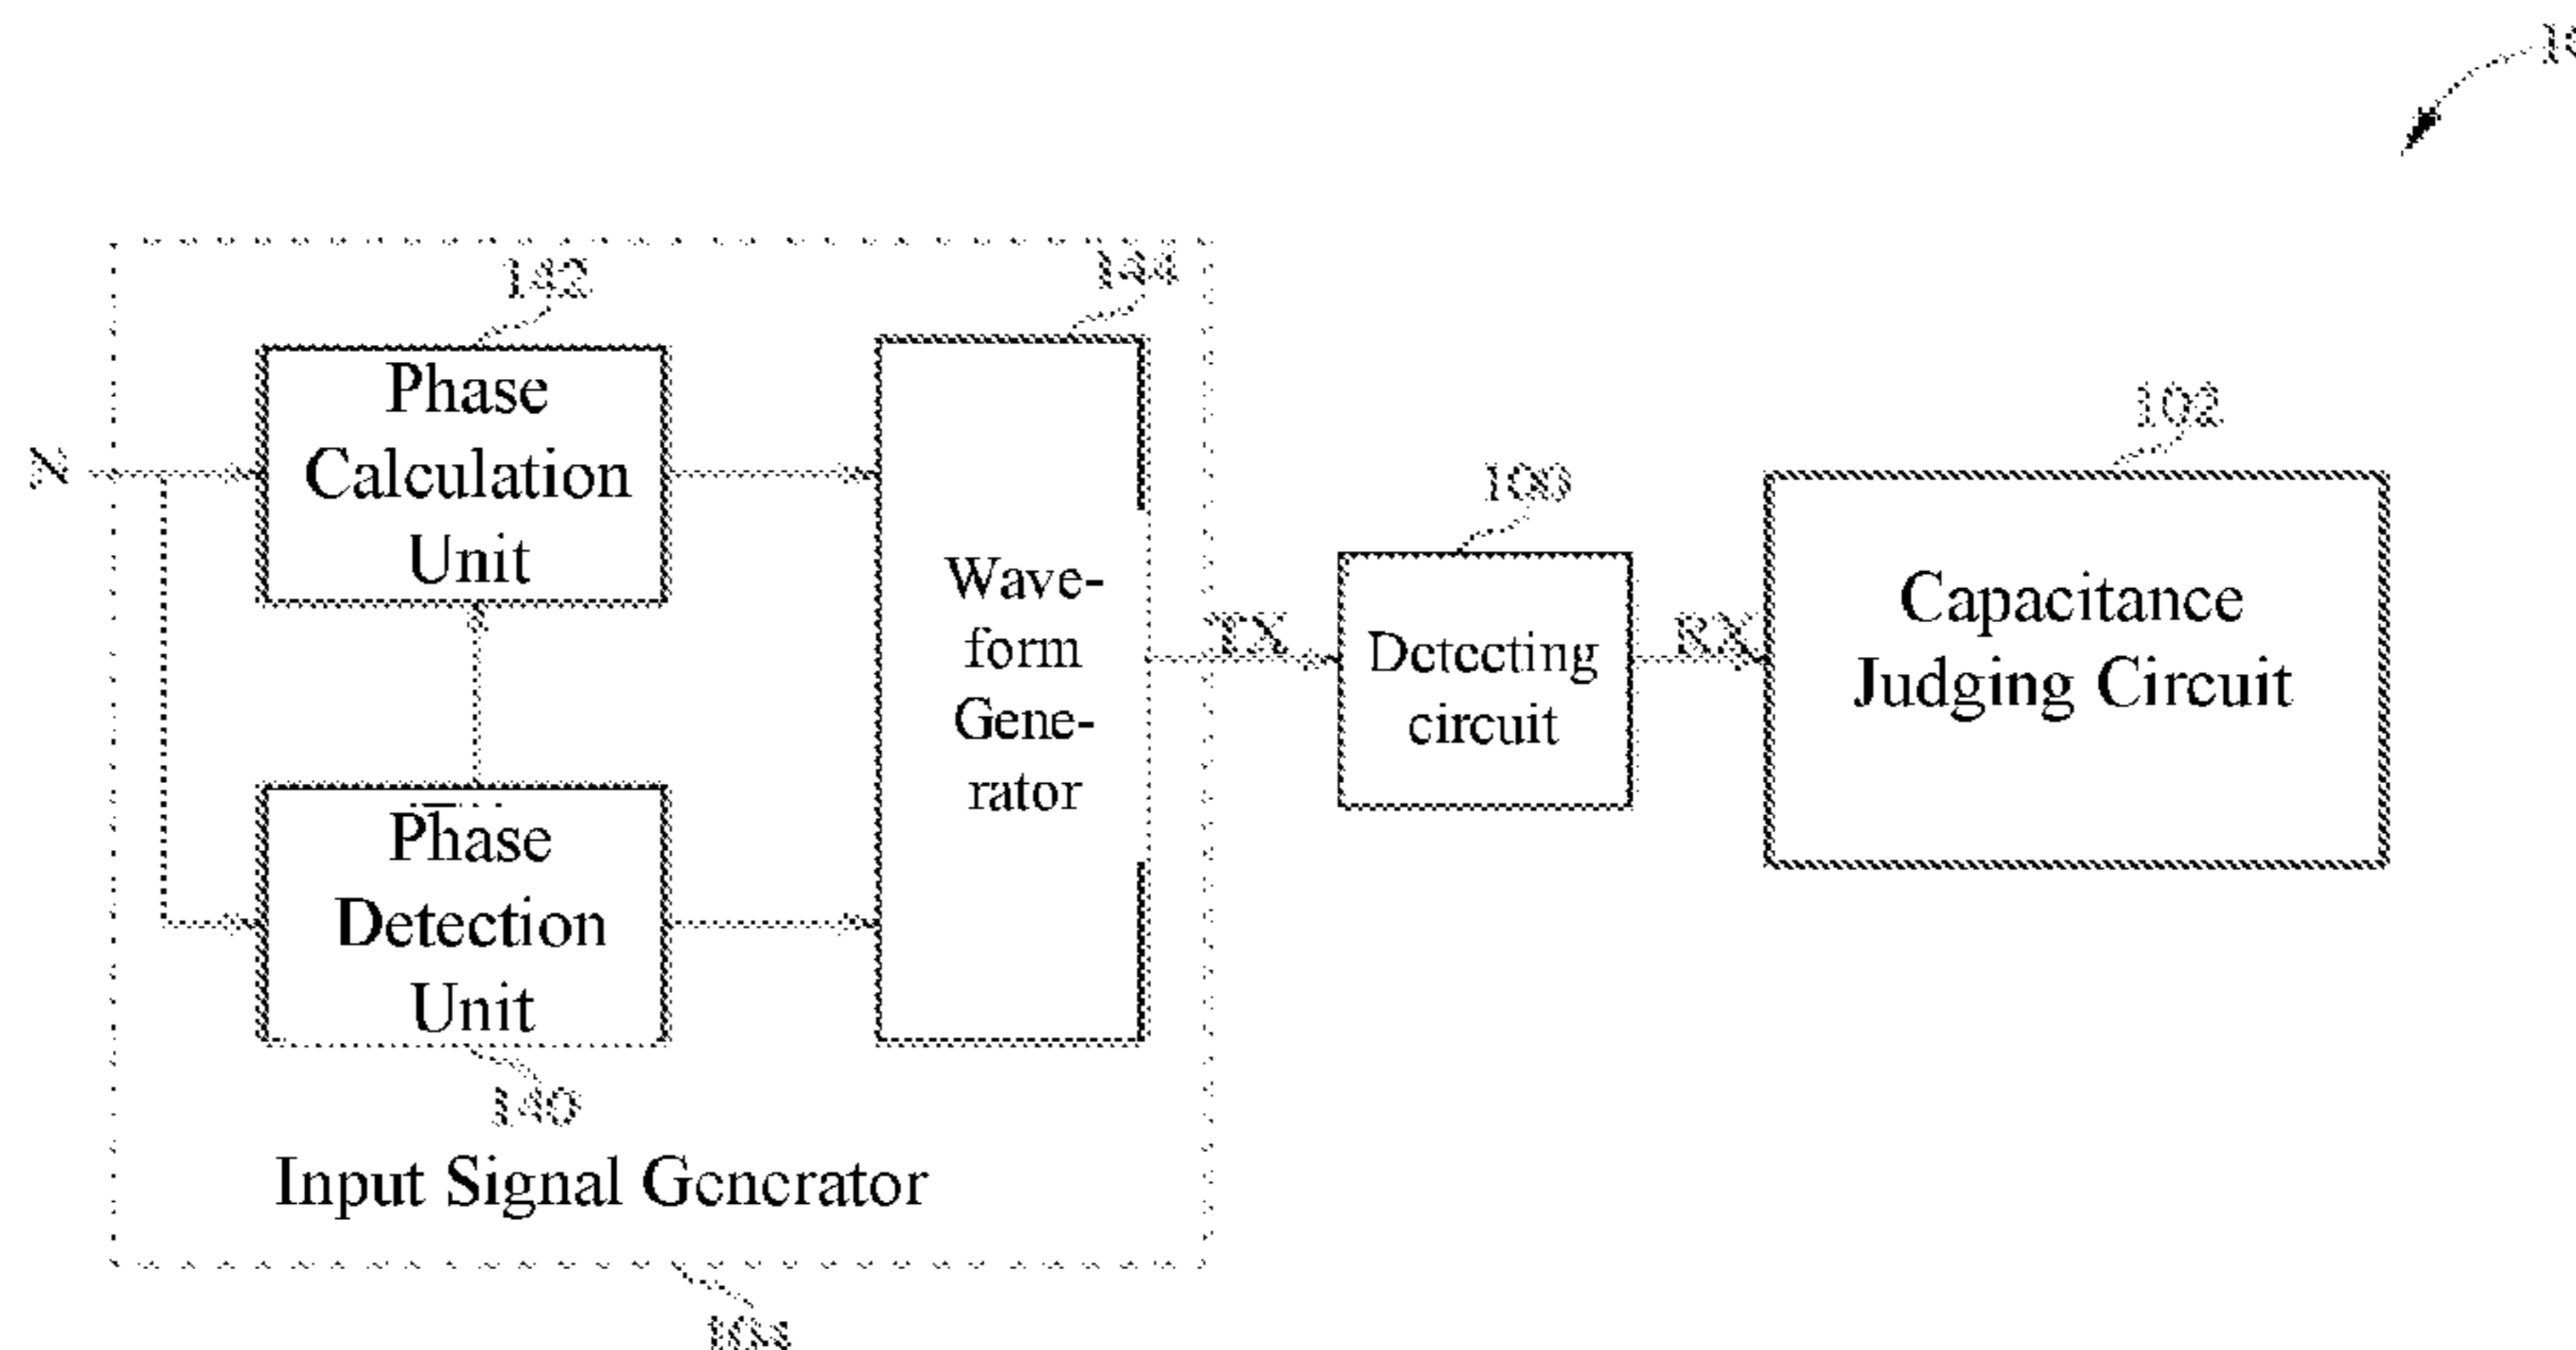 142
144
Phase
Calculation
Unit
N
102
100
Wave-
form
Gene-
rator
TX
Detecting
circuit
RX
Capacitance
Judging Circuit
Phase
Detection
Unit
140
Input Signal Generator
104